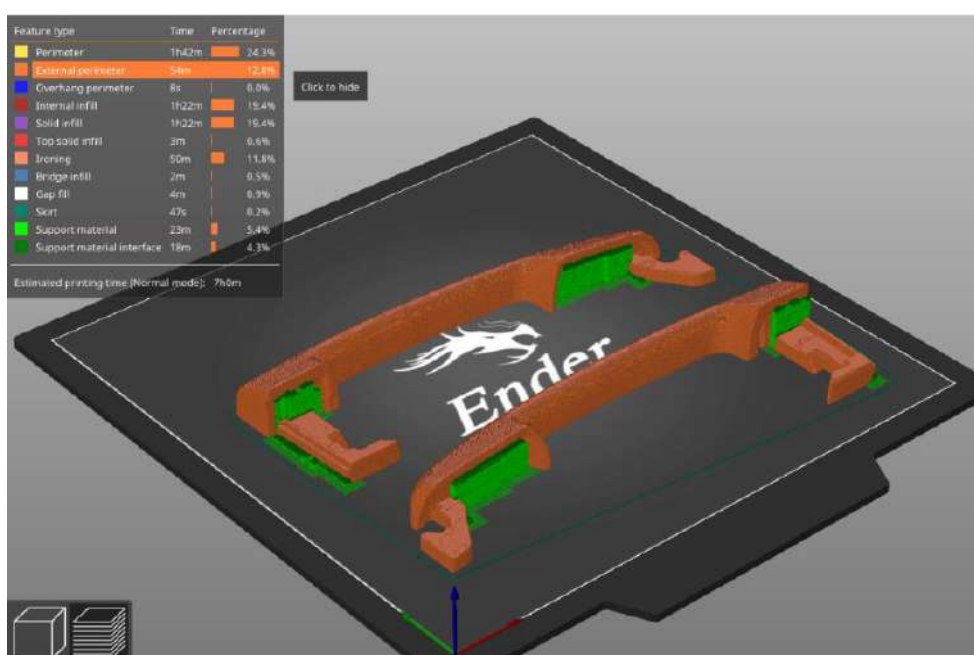 Feature type Time Percentage
Perimeter 1h42m 24.3%
External perimeter 54m 12.8%
Overhang perimeter 8s 0.0%
Internal infill 1h22m 19.4%
Solid infill 1h22m 19.4%
Top solid infill 3m 0.6%
Ironing 50m 11.8%
Bridge infill 2m 0.5%
Gap fill 4m 0.9%
Skirt 47s 0.2%
Support material 23m 5.4%
Support material interface 18m 4.3%
Estimated printing time (Normal mode): 7h0m
Click to hide
Ender